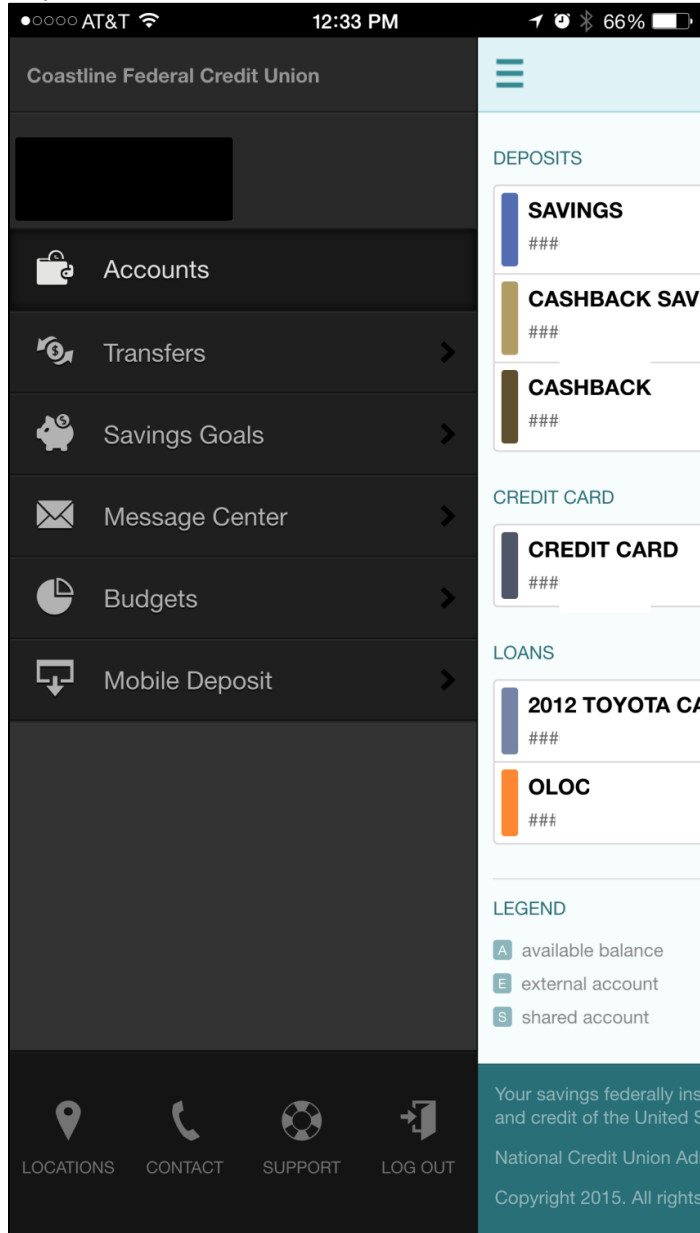 AT&T 12:33 PM 66%
Coastline Federal Credit Union
Accounts
Transfers
Savings Goals
Message Center
Budgets
Mobile Deposit
LOCATIONS CONTACT SUPPORT LOG OUT
DEPOSITS
SAVINGS
###
CASHBACK SAV
###
CASHBACK
###
CREDIT CARD
CREDIT CARD
###
LOANS
2012 TOYOTA CA
###
OLOC
###
LEGEND
A available balance
E external account
S shared account
Your savings federally ins
and credit of the United S
National Credit Union Ad
Copyright 2015. All rights